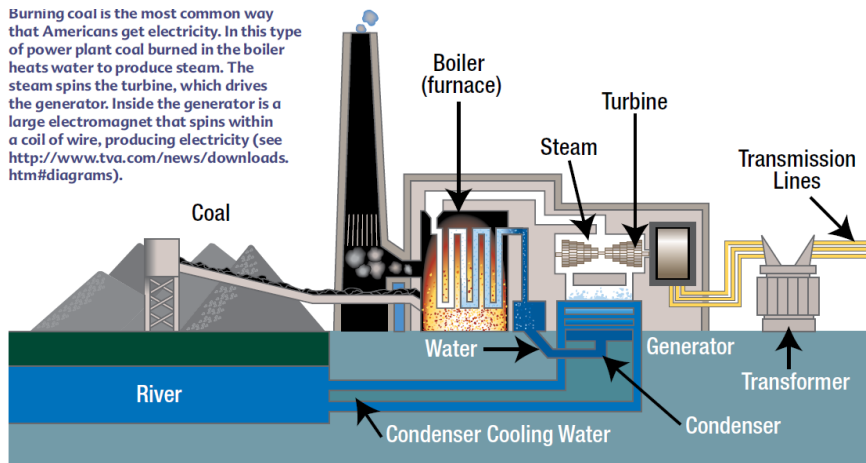 Burning coal is the most common way
that Americans get electricity. In this type
of power plant coal burned in the boiler
heats water to produce steam. The
steam spins the turbine, which drives
the generator. Inside the generator is a
large electromagnet that spins within
a coil of wire, producing electricity (see
http://www.tva.com/news/downloads.
htm#diagrams).
Boiler
(furnace)
Turbine
Steam
Transmission
Lines
Coal
Water
Generator
Transformer
River
Condenser
Condenser Cooling Water